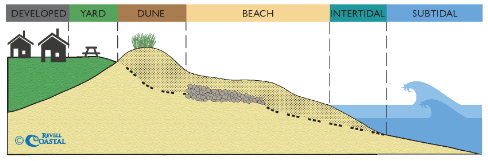 DEVELOPED YARD DUNE BEACH INTERTIDAL SUBTIDAL
© REVELL
COASTAL